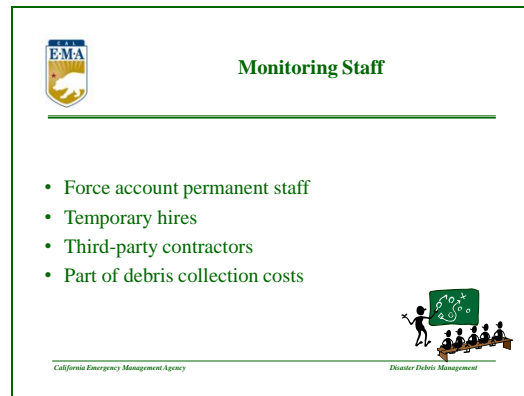 CAL
EMA
Monitoring Staff
• Force account permanent staff
• Temporary hires
• Third-party contractors
• Part of debris collection costs
California Emergency Management Agency
Disaster Debris Management